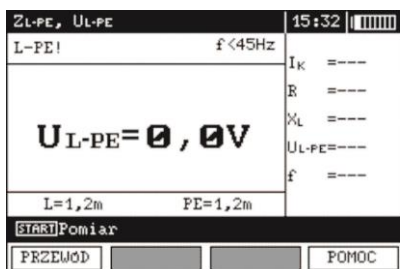 ZL-PE, UL-PE 15:32
L-PE! f<45Hz
UL-PE=0,0V
L=1,2m PE=1,2m
IK =---
R =---
XL =---
UL-PE=---
f =---
START Pomiar
PRZEWÓD POMOC